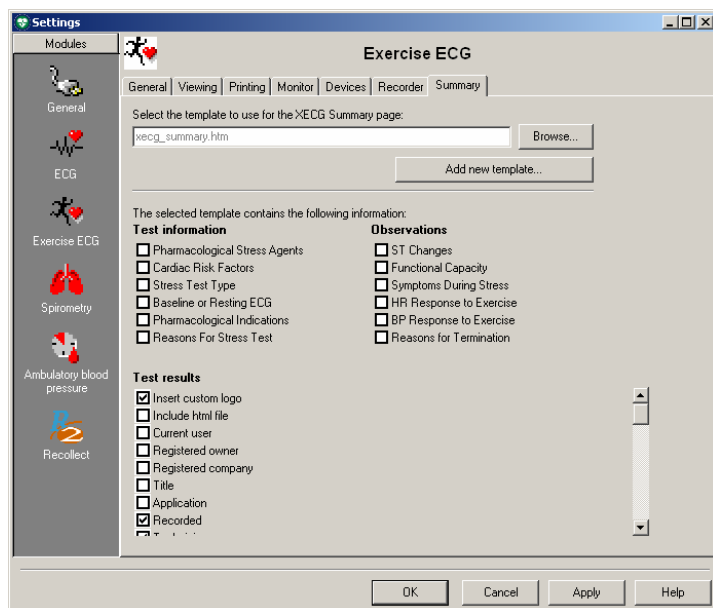 Settings
Modules
General
ECG
Exercise ECG
Spirometry
Ambulatory blood
pressure
Recollect
Exercise ECG
General Viewing Printing Monitor Devices Recorder Summary
Select the template to use for the XECG Summary page:
xecg_summary.htm Browse...
Add new template...
The selected template contains the following information:
Test information
Pharmacological Stress Agents
Cardiac Risk Factors
Stress Test Type
Baseline or Resting ECG
Pharmacological Indications
Reasons For Stress Test
Observations
ST Changes
Functional Capacity
Symptoms During Stress
HR Response to Exercise
BP Response to Exercise
Reasons for Termination
Test results
Insert custom logo
Include html file
Current user
Registered owner
Registered company
Title
Application
Recorded
OK Cancel Apply Help